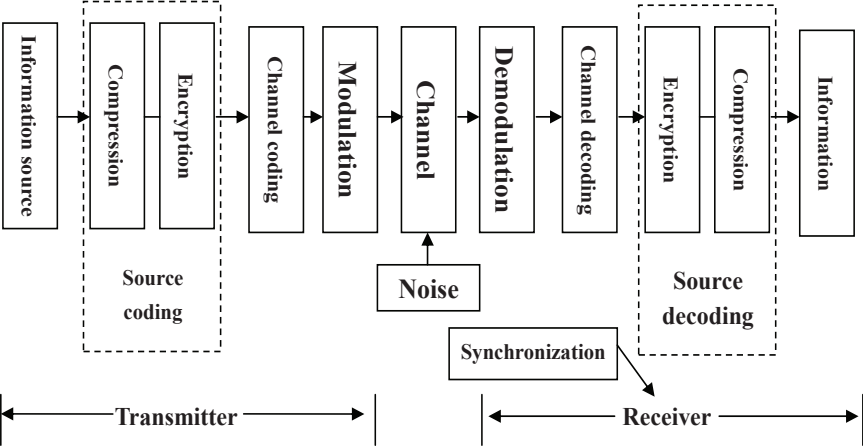 Information source
Compression
Encryption
Channel coding
Modulation
Channel
Demodulation
Channel decoding
Encryption
Compression
Information
Source
coding
Noise
Source
decoding
Synchronization
Transmitter
Receiver